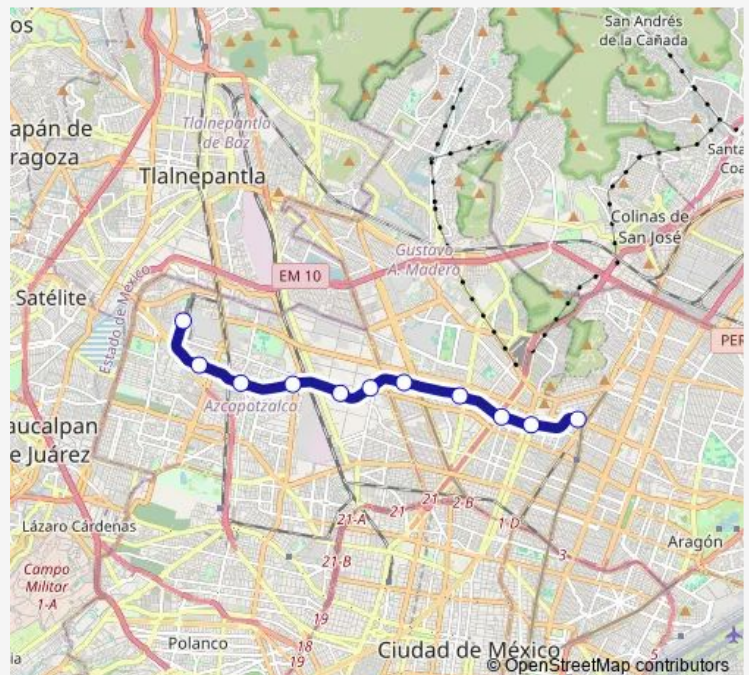 San Andrés
de la Cañada
os
Tlalnepantla
de Baz
apán de
ragoza
Tlalnepantla
Santa
Coa
Colinas de
San José
Gustavo
A. Madero
EM 10
Satélite
Estado de México
PER
Azcapotzalco
aucalpan
e Juárez
21
2-B
21-A
21
1-D
Lázaro Cárdenas
Aragón
3
21-B
Campo
Militar
1-A
19
Polanco
18
19
Ciudad de México
5
ia
© OpenStreetMap contributors